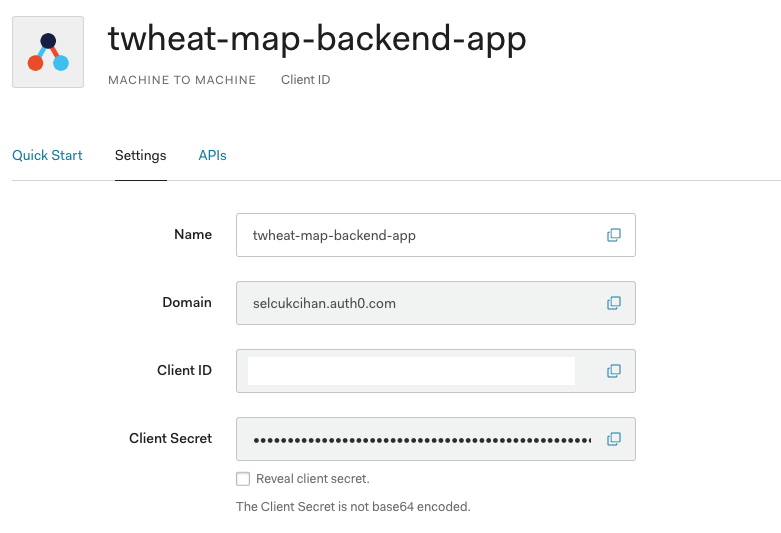 twheat-map-backend-app
MACHINE TO MACHINE Client ID
Quick Start Settings APIs
Name twheat-map-backend-app
Domain selcukcihan.auth0.com
Client ID
Client Secret ••••••••••••••••••••••••••••••••••••••••••••••••••
Reveal client secret.
The Client Secret is not base64 encoded.